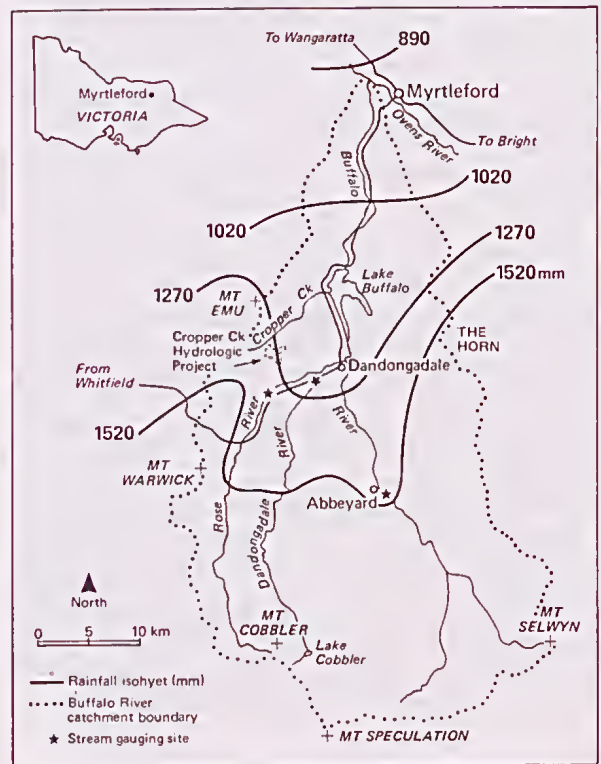 To Wangaratta
890
Myrtleford
Myrtleford
VICTORIA
Ovens River
To Bright
Buffalo
1020
1020
1270
1520 mm
Lake
Buffalo
1270
MT
EMU
Cropper Ck
THE
HORN
Cropper Ck
Hydrologic
Project
Dandongadale
From
Whitfield
River
River
River
1520
MT
WARWICK
Abbeyard
Rose
Dandongadale
North
0 5 10 km
MT
COBBLER
Lake
Cobbler
MT
SELWYN
Rainfall isohyet (mm)
Buffalo River
catchment boundary
Stream gauging site
MT SPECULATION